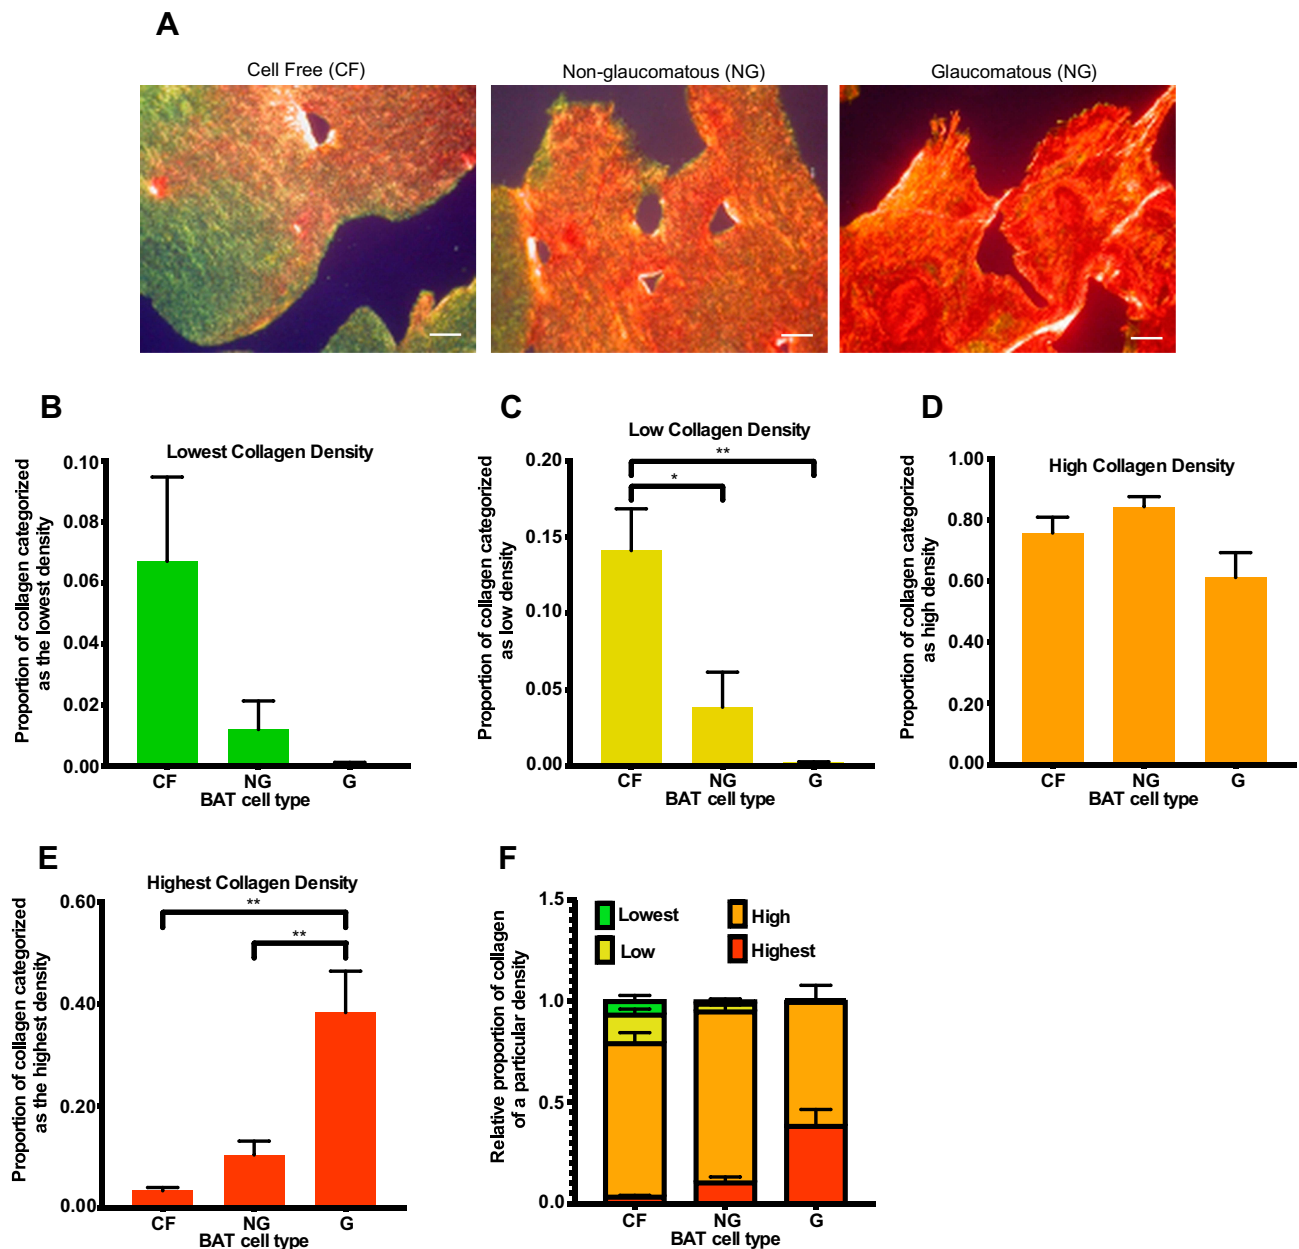 A
Cell Free (CF)
Non-glaucomatous (NG)
Glaucomatous (NG)
B
Lowest Collagen Density
Proportion of collagen categorized
as the lowest density
0.10
0.08
0.06
0.04
0.02
0.00
CF
NG
G
BAT cell type
C
Low Collagen Density
Proportion of collagen categorized
as low density
0.20
0.15
0.10
0.05
0.00
**
*
CF
NG
G
BAT cell type
D
High Collagen Density
Proportion of collagen categorized
as high density
1.00
0.80
0.60
0.40
0.20
0.00
CF
NG
G
BAT cell type
E
Highest Collagen Density
Proportion of collagen categorized
as the highest density
0.60
0.40
0.20
0.00
**
**
CF
NG
G
BAT cell type
F
Relative proportion of collagen
of a particular density
1.5
1.0
0.5
0.0
Lowest
High
Low
Highest
CF
NG
G
BAT cell type